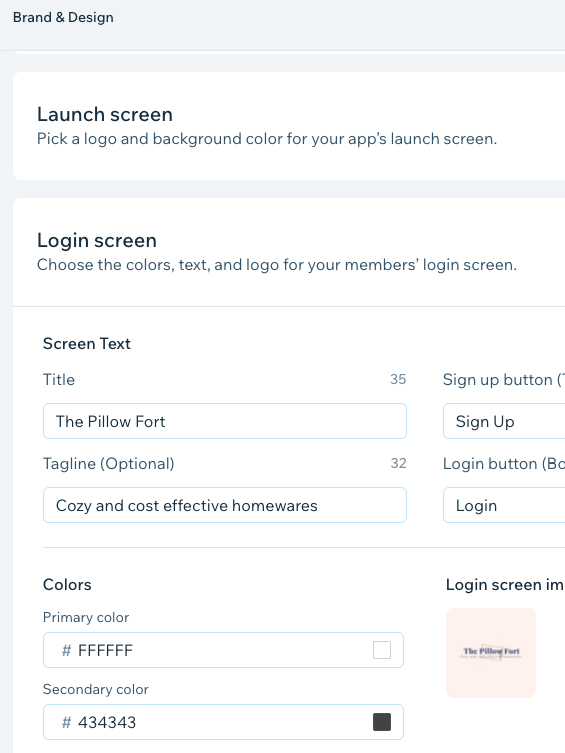 Brand & Design
Launch screen
Pick a logo and background color for your app's launch screen.
Login screen
Choose the colors, text, and logo for your members' login screen.
Screen Text
Title 35 Sign up button (T
The Pillow Fort Sign Up
Tagline (Optional) 32 Login button (Bo
Cozy and cost effective homewares Login
Colors Login screen im
Primary color
# FFFFFF
The Pillow Fort
Secondary color
# 434343